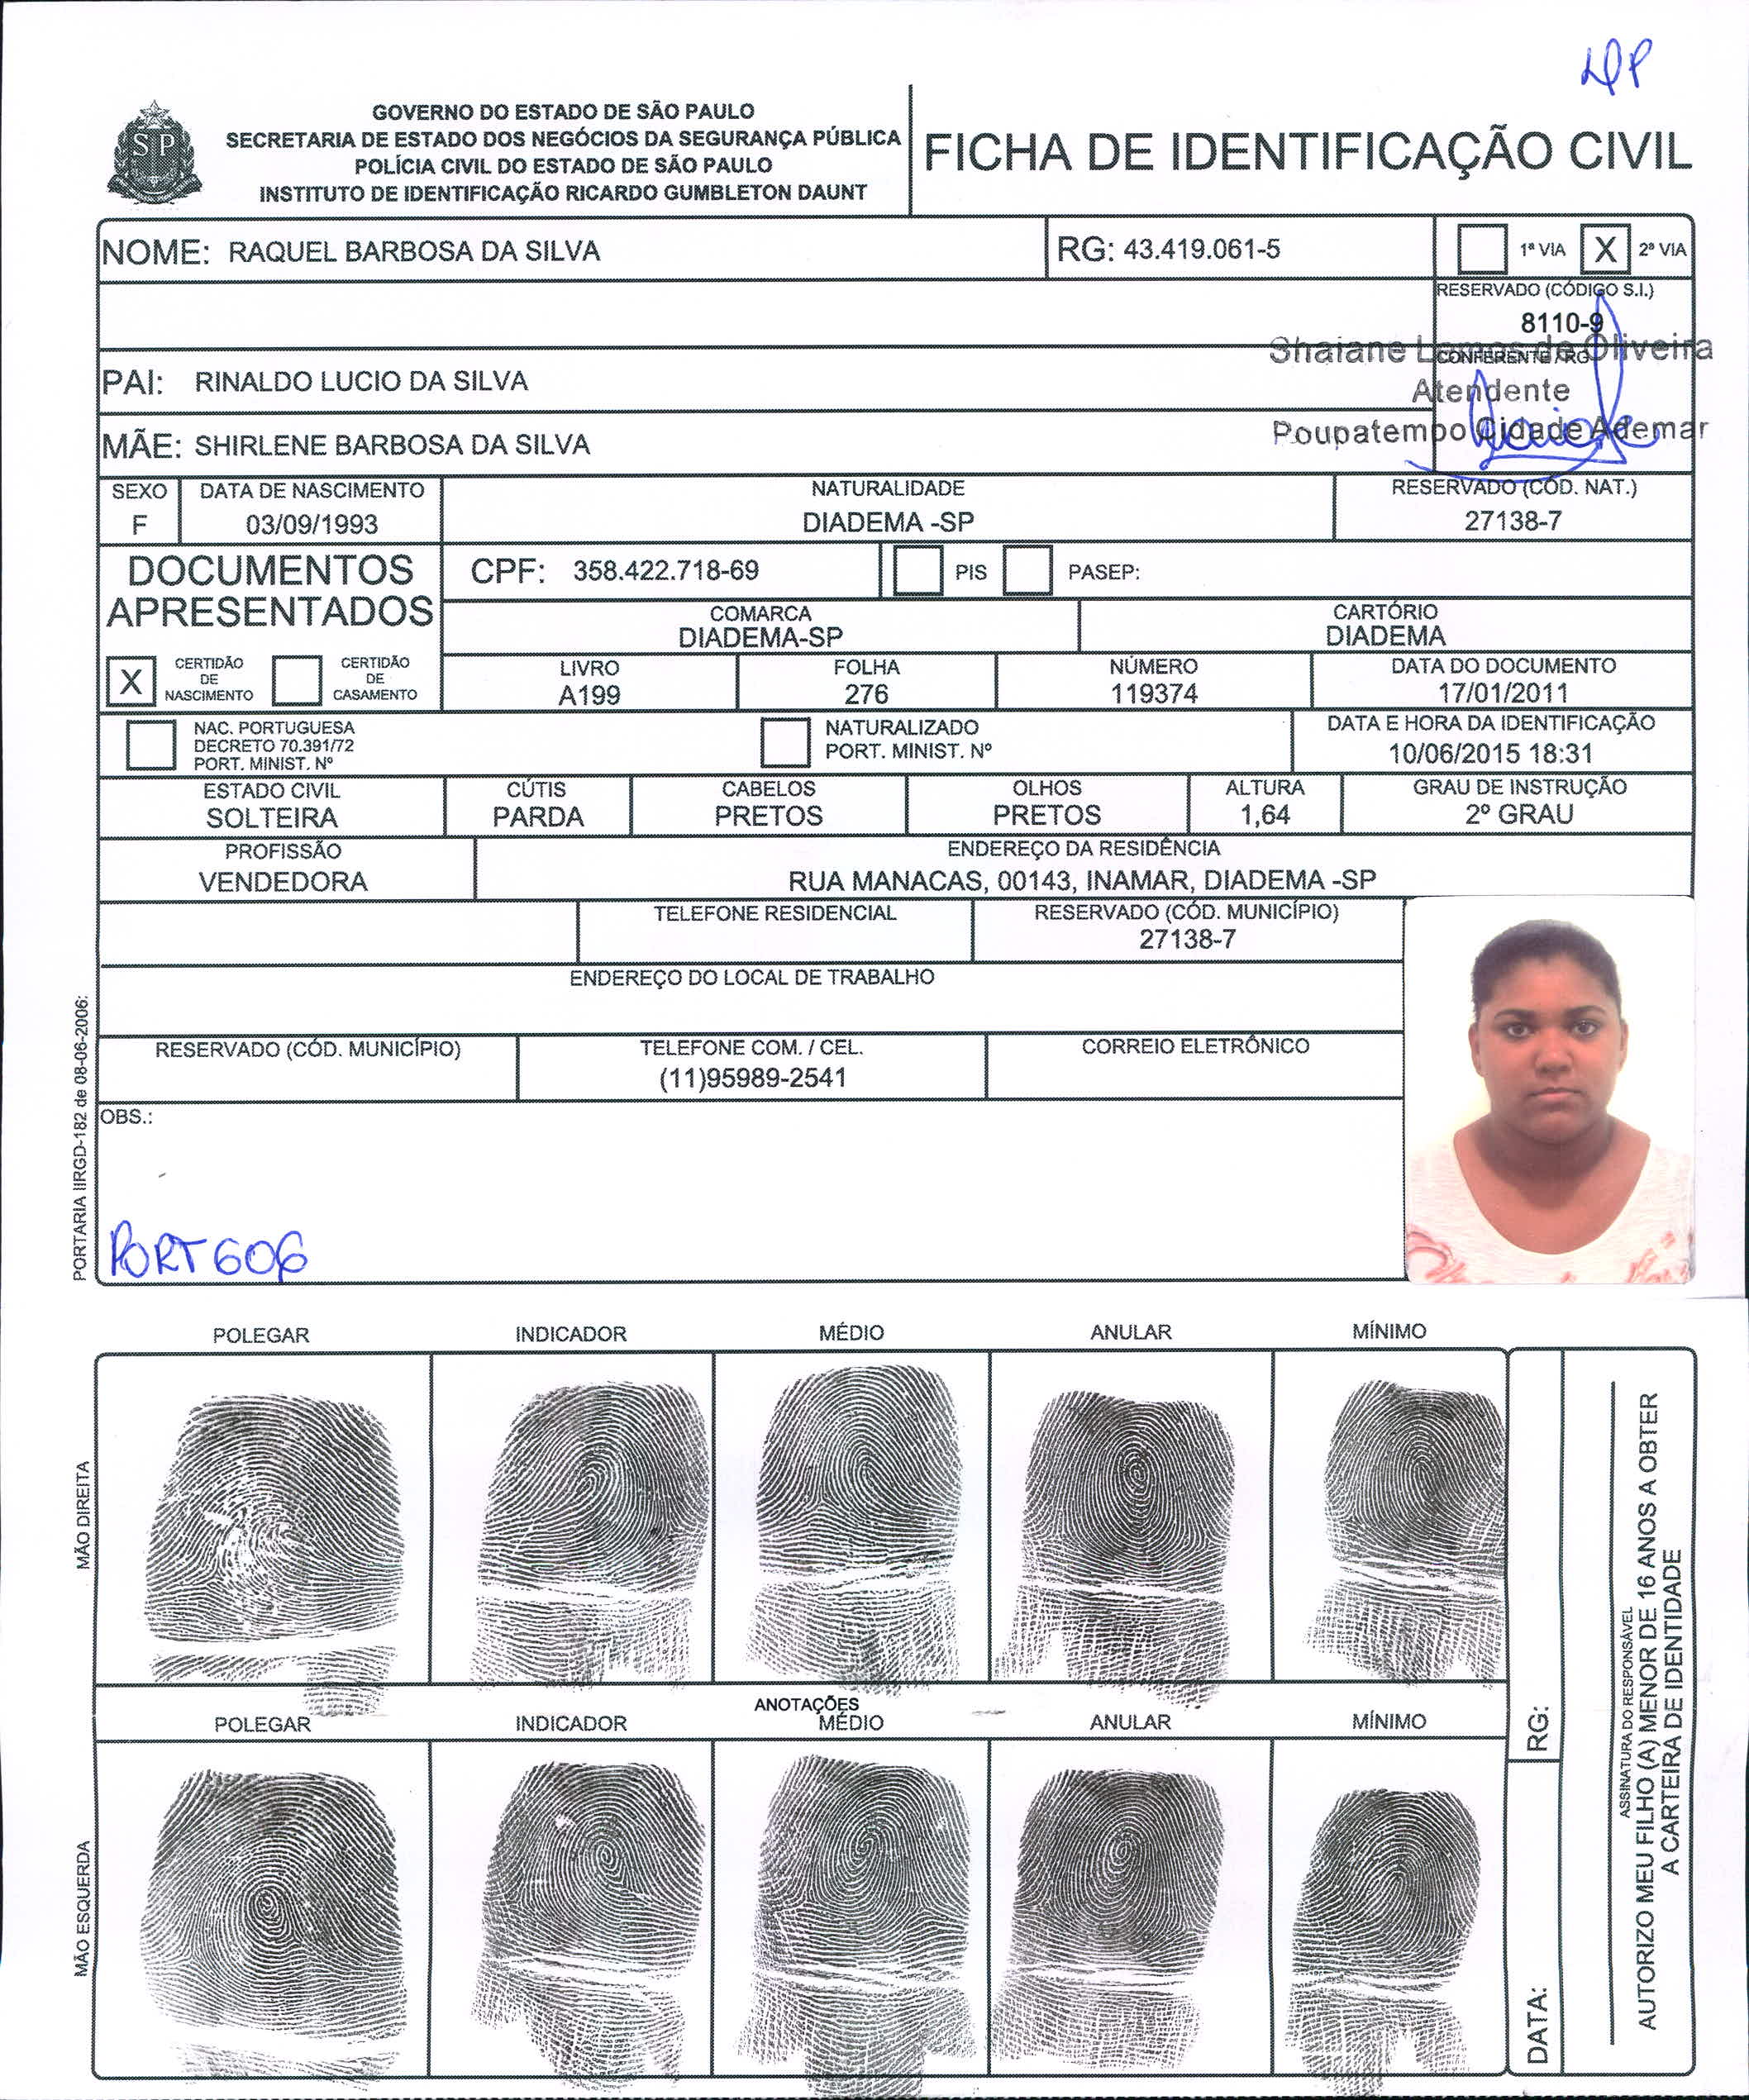 GOVERNO DO ESTADO DE SÃO PAULO
SECRETARIA DE ESTADO DOS NEGÓCIOS DA SEGURANÇA PÚBLICA
POLÍCIA CIVIL DO ESTADO DE SÃO PAULO
INSTITUTO DE IDENTIFICAÇÃO RICARDO GUMBLETON DAUNT
SP
FICHA DE IDENTIFICAÇÃO CIVIL
NOME: RAQUEL BARBOSA DA SILVA
RG: 43.419.061-5
1ª VIA X 2ª VIA
RESERVADO (CÓDIGO S.I.)
8110-9
CONFERENTE / RG
Shaiane Lemos de Oliveira
Atendente
Poupatempo Cidade Ademar
PAI: RINALDO LUCIO DA SILVA
MÃE: SHIRLENE BARBOSA DA SILVA
SEXO
F
DATA DE NASCIMENTO
03/09/1993
NATURALIDADE
DIADEMA -SP
RESERVADO (CÓD. NAT.)
27138-7
DOCUMENTOS
APRESENTADOS
X CERTIDÃO
DE
NASCIMENTO
CERTIDÃO
DE
CASAMENTO
CPF: 358.422.718-69
PIS
PASEP:
COMARCA
DIADEMA-SP
CARTÓRIO
DIADEMA
LIVRO
A199
FOLHA
276
NÚMERO
119374
DATA DO DOCUMENTO
17/01/2011
NAC. PORTUGUESA
DECRETO 70.391/72
PORT. MINIST. Nº
NATURALIZADO
PORT. MINIST. Nº
DATA E HORA DA IDENTIFICAÇÃO
10/06/2015 18:31
ESTADO CIVIL
SOLTEIRA
CÚTIS
PARDA
CABELOS
PRETOS
OLHOS
PRETOS
ALTURA
1,64
GRAU DE INSTRUÇÃO
2º GRAU
PROFISSÃO
VENDEDORA
ENDEREÇO DA RESIDÊNCIA
RUA MANACAS, 00143, INAMAR, DIADEMA -SP
TELEFONE RESIDENCIAL
RESERVADO (CÓD. MUNICÍPIO)
27138-7
ENDEREÇO DO LOCAL DE TRABALHO
RESERVADO (CÓD. MUNICÍPIO)
TELEFONE COM. / CEL.
(11)95989-2541
CORREIO ELETRÔNICO
OBS.:
PORT 606
PORTARIA IIRGD-182 de 08-06-2006:
POLEGAR
INDICADOR
MÉDIO
ANULAR
MÍNIMO
MÃO DIREITA
ANOTAÇÕES
POLEGAR
INDICADOR
MÉDIO
ANULAR
MÍNIMO
MÃO ESQUERDA
RG:
DATA:
ASSINATURA DO RESPONSÁVEL
AUTORIZO MEU FILHO (A) MENOR DE 16 ANOS A OBTER
A CARTEIRA DE IDENTIDADE